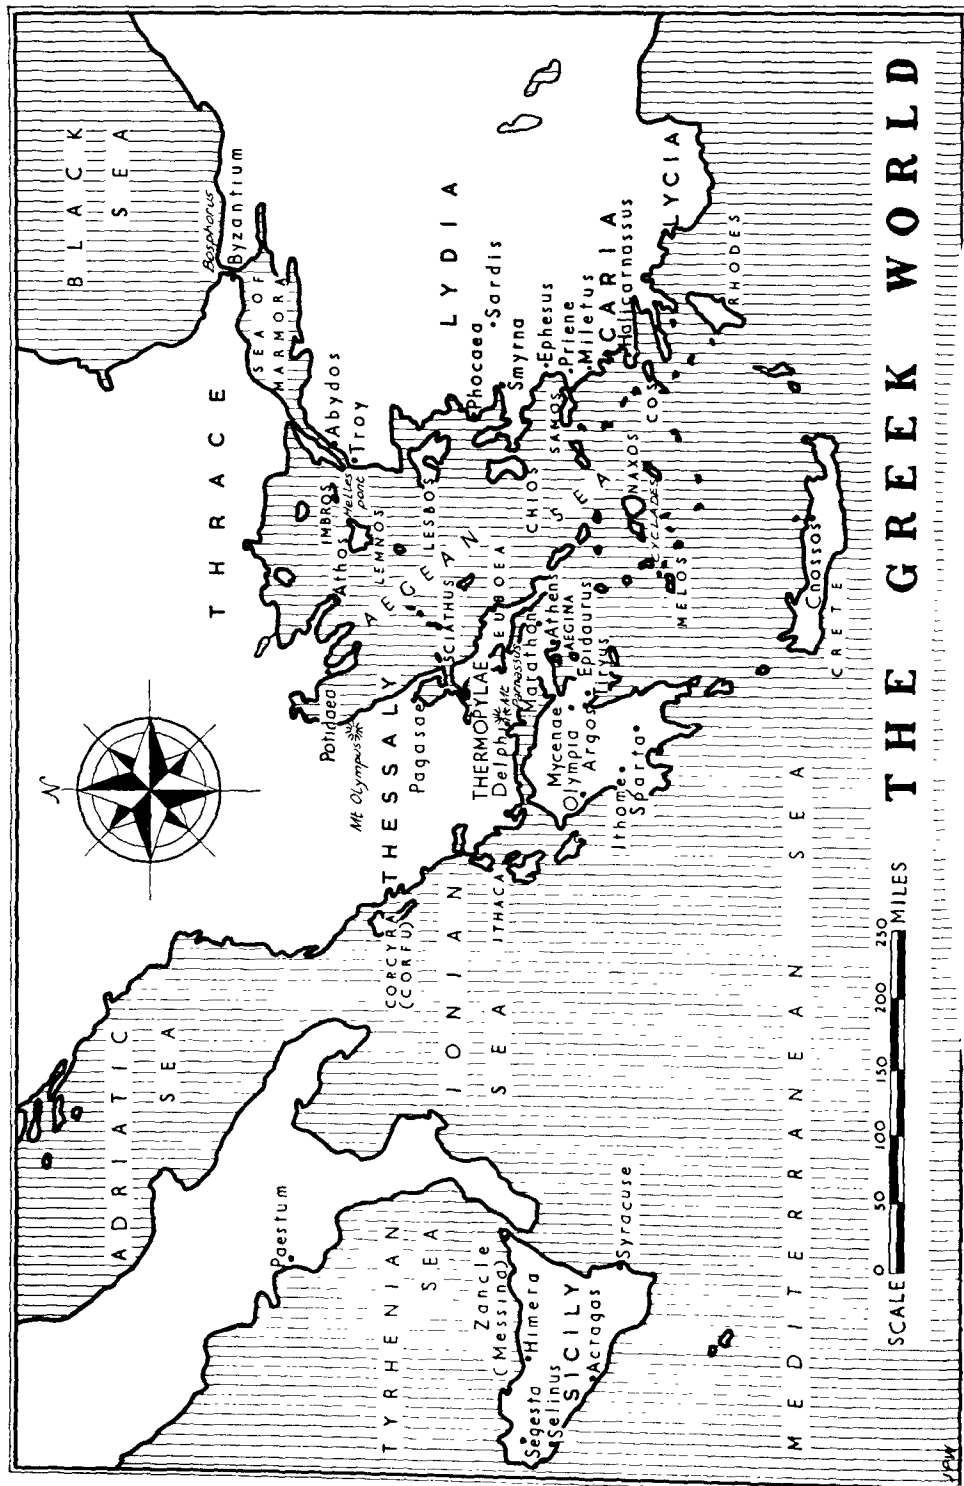 BLACK
SEA
Bosphorus
Byzantium
SEA OF
MARMORA
THRACE
ADRIATIC
SEA
N
LYDIA
Abydos
Troy
Hellespont
IMBROS
Athos
LEMNOS
Potidaea
Mt Olympus
THESSALY
Pagasae
CORCYRA
(CORFU)
Paestum
TYRRHENIAN
SEA
IONIAN
SEA
AEGEAN SEA
LESBOS
SCIATHUS
Phocaea
Sardis
Smyrna
CHIOS
EUBOEA
THERMOPYLAE
Delphi
Mt
Parnassus
Marathon
ITHACA
Ephesus
Priene
Miletus
SAMOS
CARIA
Halicarnassus
LYCIA
Athens
AEGINA
Epidaurus
Tiryns
Mycenae
Olympia
Argos
Ithome
Sparta
NAXOS
COS
CYCLADES
MELOS
RHODES
Zancle
(Messina)
Himera
Segesta
Selinus
SICILY
Acragas
Syracuse
Cnossos
CRETE
MEDITERRANEAN SEA
SCALE 0 50 100 150 200 250 MILES
THE GREEK WORLD
JPW